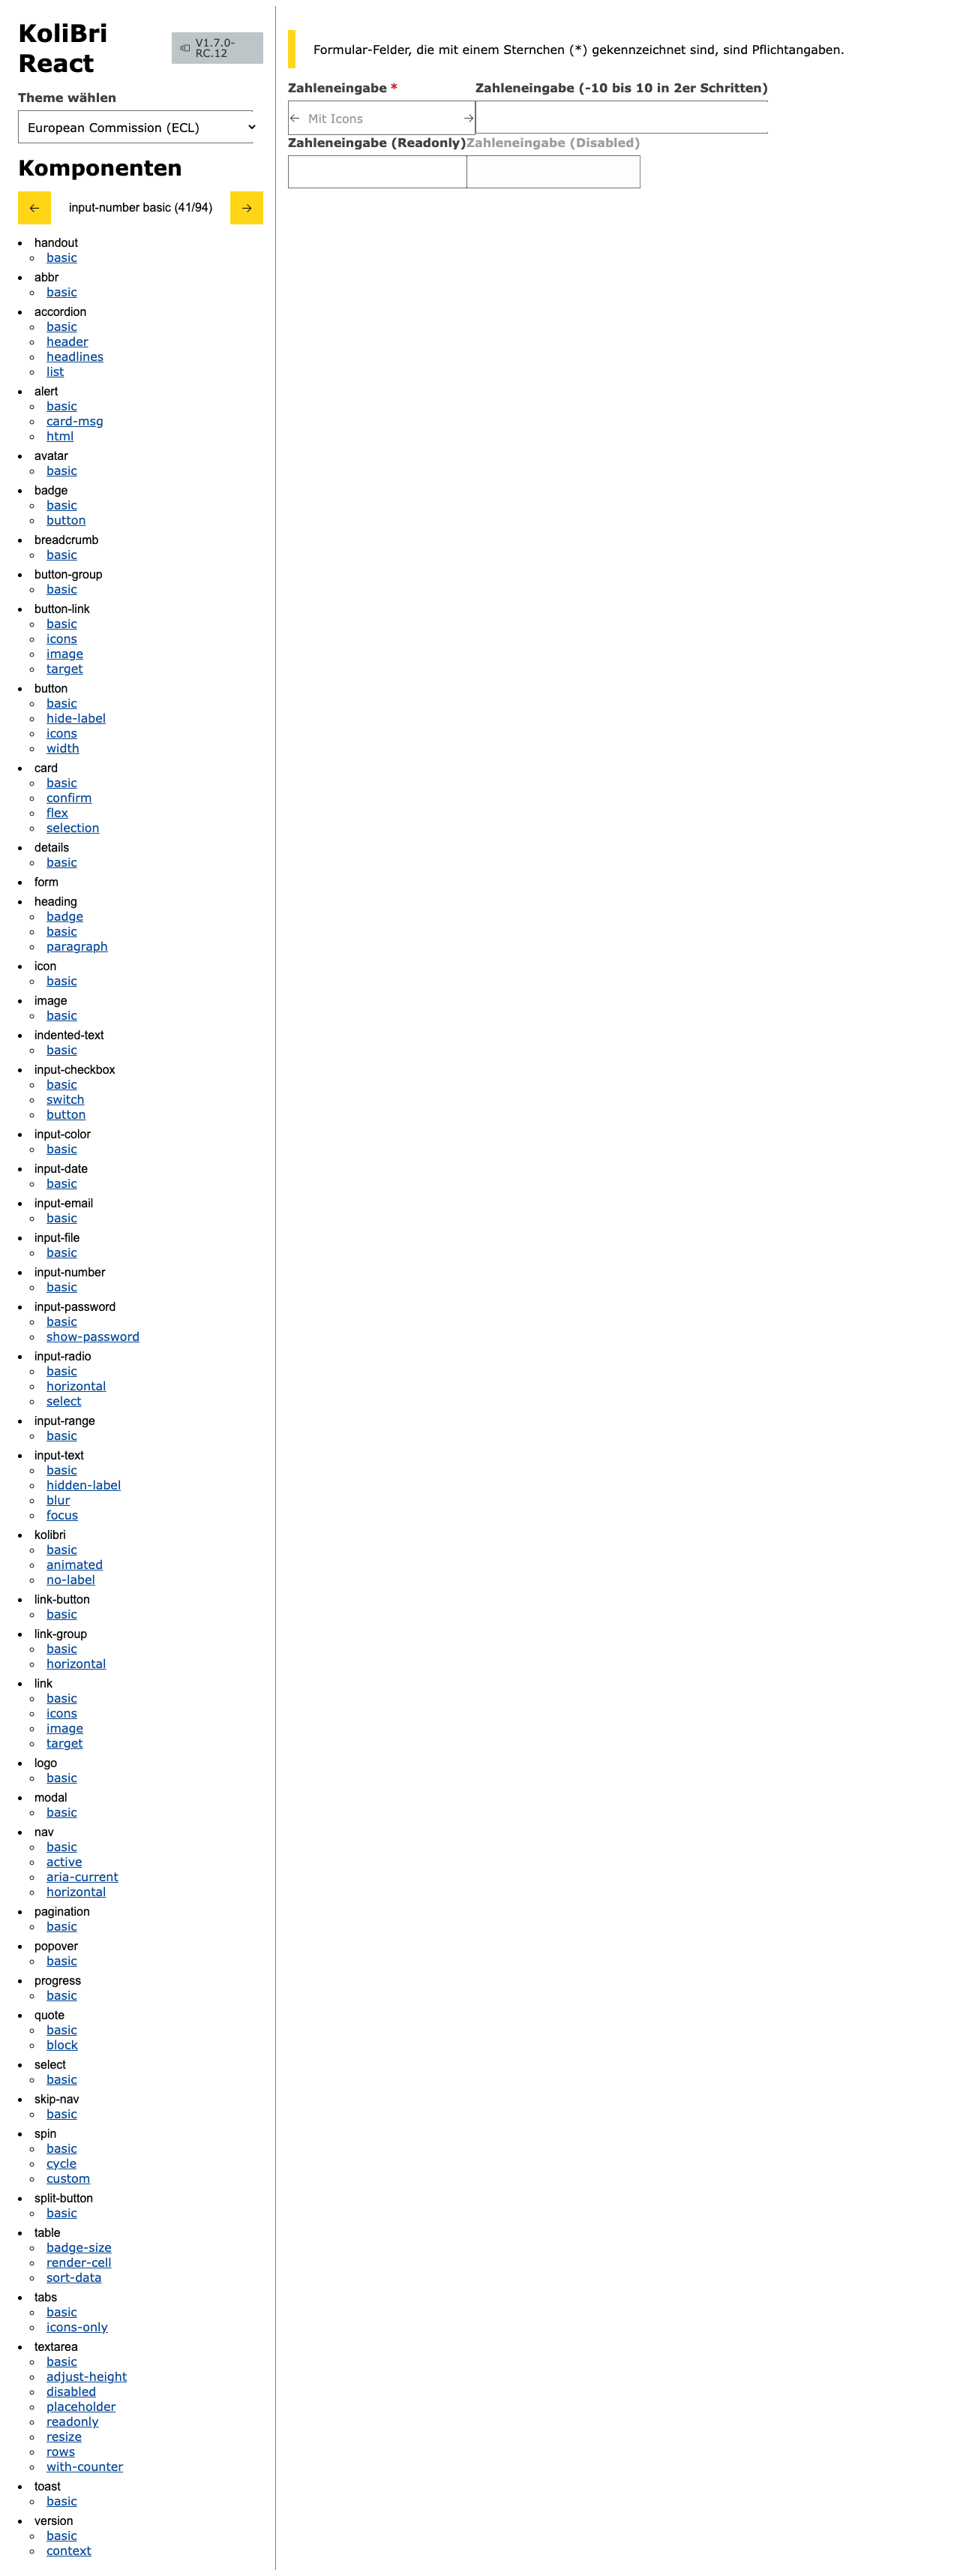 KoliBri
React
V1.7.0-
RC.12
Theme wählen
European Commission (ECL)
Komponenten
input-number basic (41/94)
handout
basic
abbr
basic
accordion
basic
header
headlines
list
alert
basic
card-msg
html
avatar
basic
badge
basic
button
breadcrumb
basic
button-group
basic
button-link
basic
icons
image
target
button
basic
hide-label
icons
width
card
basic
confirm
flex
selection
details
basic
form
heading
badge
basic
paragraph
icon
basic
image
basic
indented-text
basic
input-checkbox
basic
switch
button
input-color
basic
input-date
basic
input-email
basic
input-file
basic
input-number
basic
input-password
basic
show-password
input-radio
basic
horizontal
select
input-range
basic
input-text
basic
hidden-label
blur
focus
kolibri
basic
animated
no-label
link-button
basic
link-group
basic
horizontal
link
basic
icons
image
target
logo
basic
modal
basic
nav
basic
active
aria-current
horizontal
pagination
basic
popover
basic
progress
basic
quote
basic
block
select
basic
skip-nav
basic
spin
basic
cycle
custom
split-button
basic
table
badge-size
render-cell
sort-data
tabs
basic
icons-only
textarea
basic
adjust-height
disabled
placeholder
readonly
resize
rows
with-counter
toast
basic
version
basic
context
Formular-Felder, die mit einem Sternchen (*) gekennzeichnet sind, sind Pflichtangaben.
Zahleneingabe *
Mit Icons
Zahleneingabe (-10 bis 10 in 2er Schritten)
Zahleneingabe (Readonly)
Zahleneingabe (Disabled)